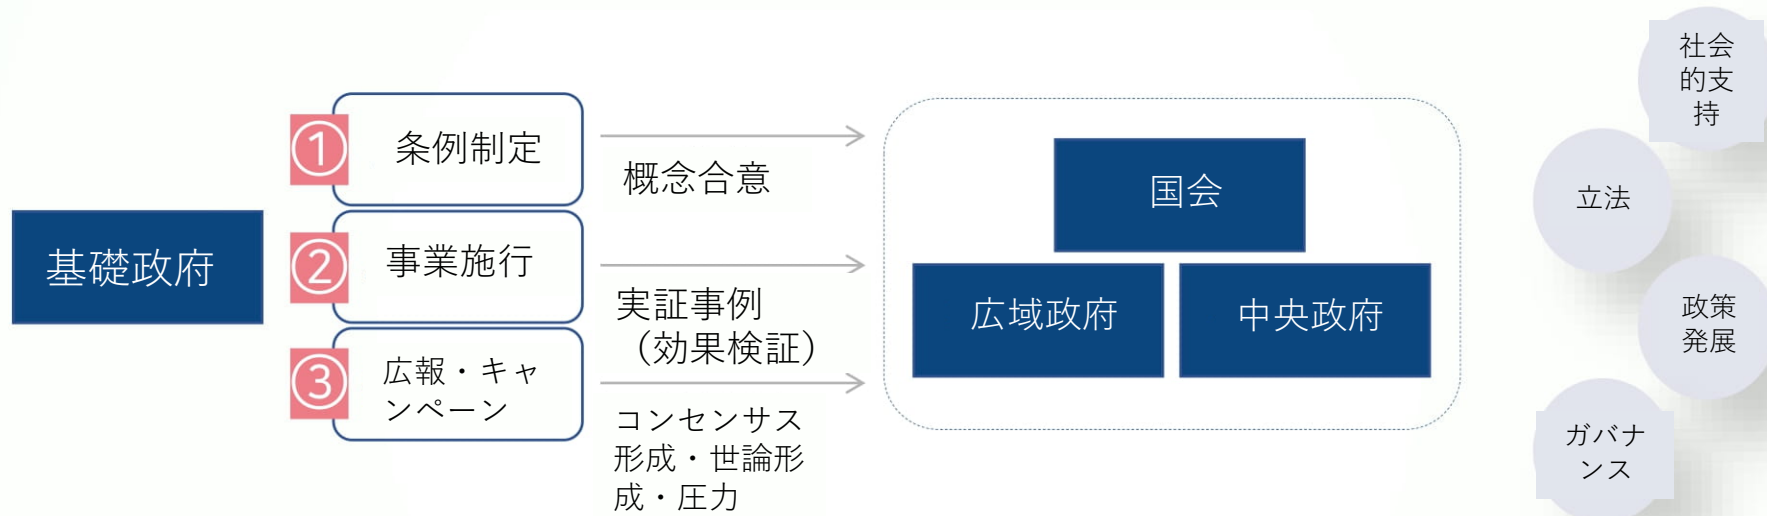 基礎政府
①
条例制定
②
事業施行
③
広報・キャ
ンペーン
概念合意
実証事例
（効果検証）
コンセンサス
形成・世論形
成・圧力
国会
広域政府
中央政府
社会
的支
持
立法
政策
発展
ガバナ
ンス